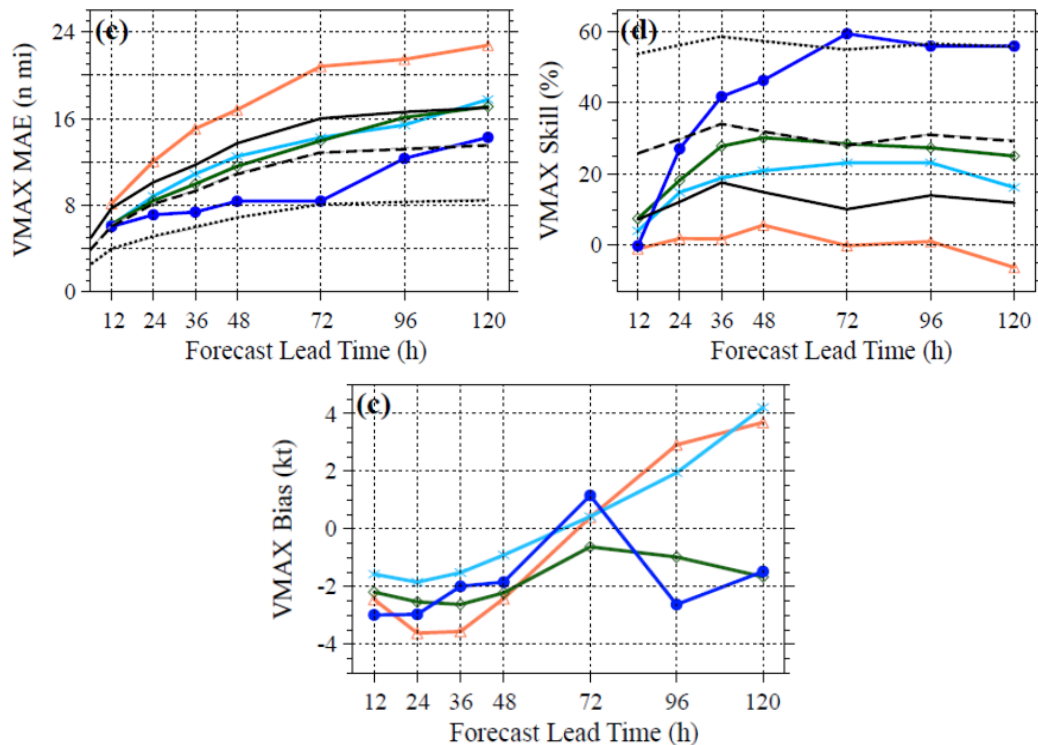 (c)
VMAX MAE (n mi)
24
16
8
0
12 24 36 48 72 96 120
Forecast Lead Time (h)
(d)
VMAX Skill (%)
60
40
20
0
12 24 36 48 72 96 120
Forecast Lead Time (h)
(c)
VMAX Bias (kt)
4
2
0
-2
-4
12 24 36 48 72 96 120
Forecast Lead Time (h)